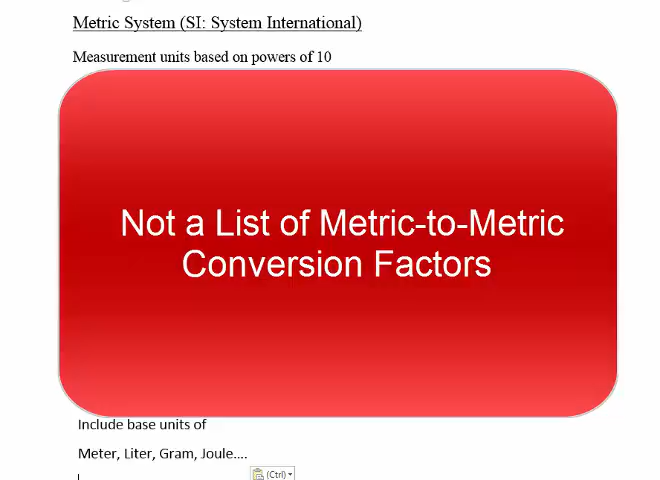 Metric System (SI: System International)
Measurement units based on powers of 10
Not a List of Metric-to-Metric
Conversion Factors
Include base units of
Meter, Liter, Gram, Joule....
(Ctrl)